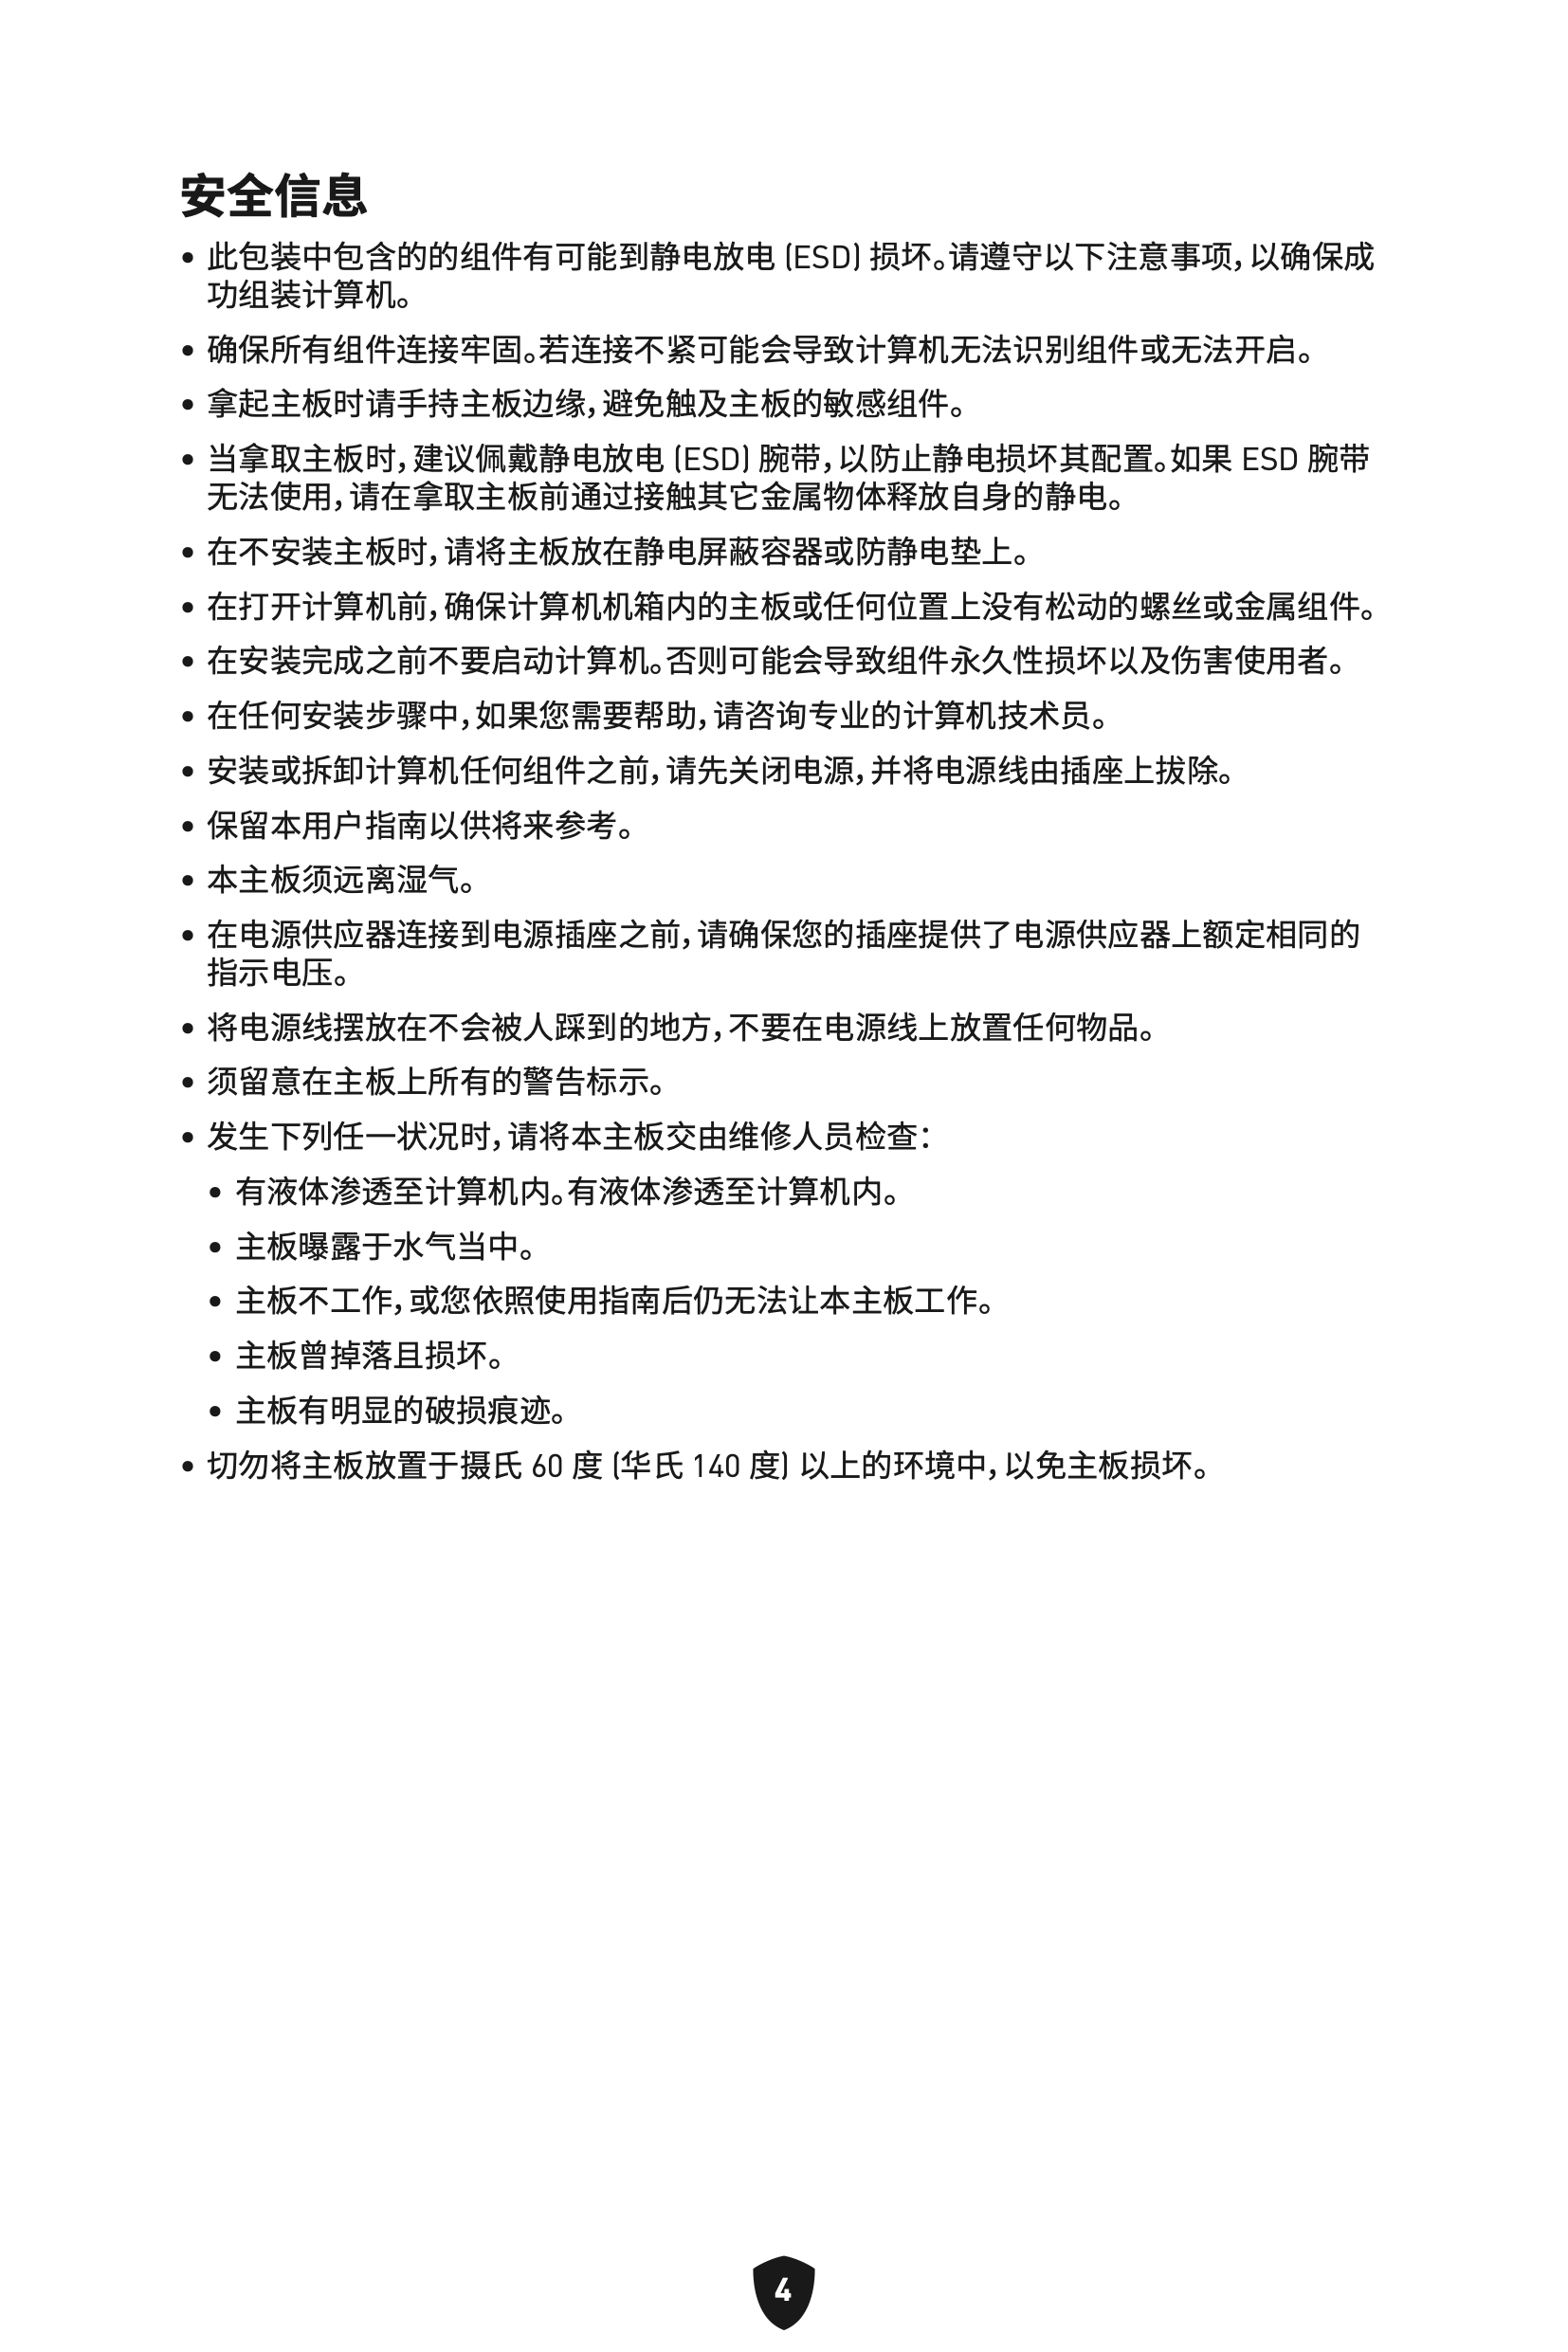 安全信息
• 此包装中包含的的组件有可能到静电放电 (ESD) 损坏。请遵守以下注意事项，以确保成
功组装计算机。
• 确保所有组件连接牢固。若连接不紧可能会导致计算机无法识别组件或无法开启。
• 拿起主板时请手持主板边缘，避免触及主板的敏感组件。
• 当拿取主板时，建议佩戴静电放电 (ESD) 腕带，以防止静电损坏其配置。如果 ESD 腕带
无法使用，请在拿取主板前通过接触其它金属物体释放自身的静电。
• 在不安装主板时，请将主板放在静电屏蔽容器或防静电垫上。
• 在打开计算机前，确保计算机机箱内的主板或任何位置上没有松动的螺丝或金属组件。
• 在安装完成之前不要启动计算机。否则可能会导致组件永久性损坏以及伤害使用者。
• 在任何安装步骤中，如果您需要帮助，请咨询专业的计算机技术员。
• 安装或拆卸计算机任何组件之前，请先关闭电源，并将电源线由插座上拔除。
• 保留本用户指南以供将来参考。
• 本主板须远离湿气。
• 在电源供应器连接到电源插座之前，请确保您的插座提供了电源供应器上额定相同的
指示电压。
• 将电源线摆放在不会被人踩到的地方，不要在电源线上放置任何物品。
• 须留意在主板上所有的警告标示。
• 发生下列任一状况时，请将本主板交由维修人员检查：
• 有液体渗透至计算机内。有液体渗透至计算机内。
• 主板曝露于水气当中。
• 主板不工作，或您依照使用指南后仍无法让本主板工作。
• 主板曾掉落且损坏。
• 主板有明显的破损痕迹。
• 切勿将主板放置于摄氏 60 度 (华氏 140 度) 以上的环境中，以免主板损坏。
4